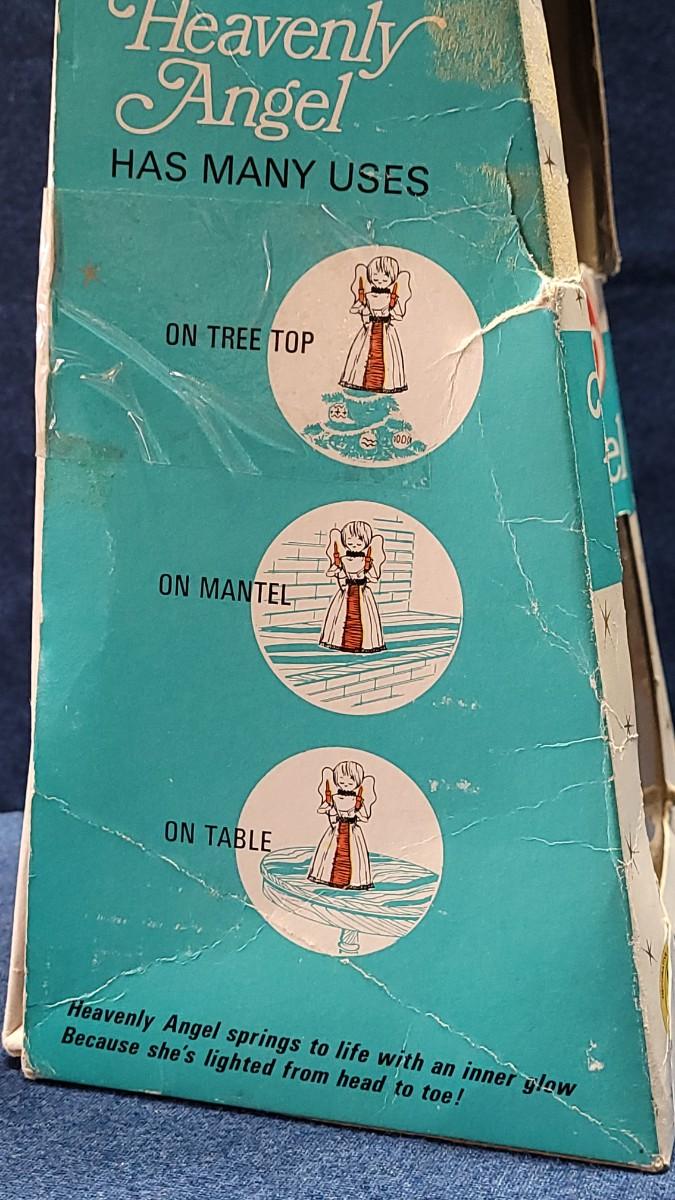 Heavenly
Angel
HAS MANY USES
ON TREE TOP
ON MANTEL
ON TABLE
Heavenly Angel springs to life with an inner glow
Because she's lighted from head to toe!
el